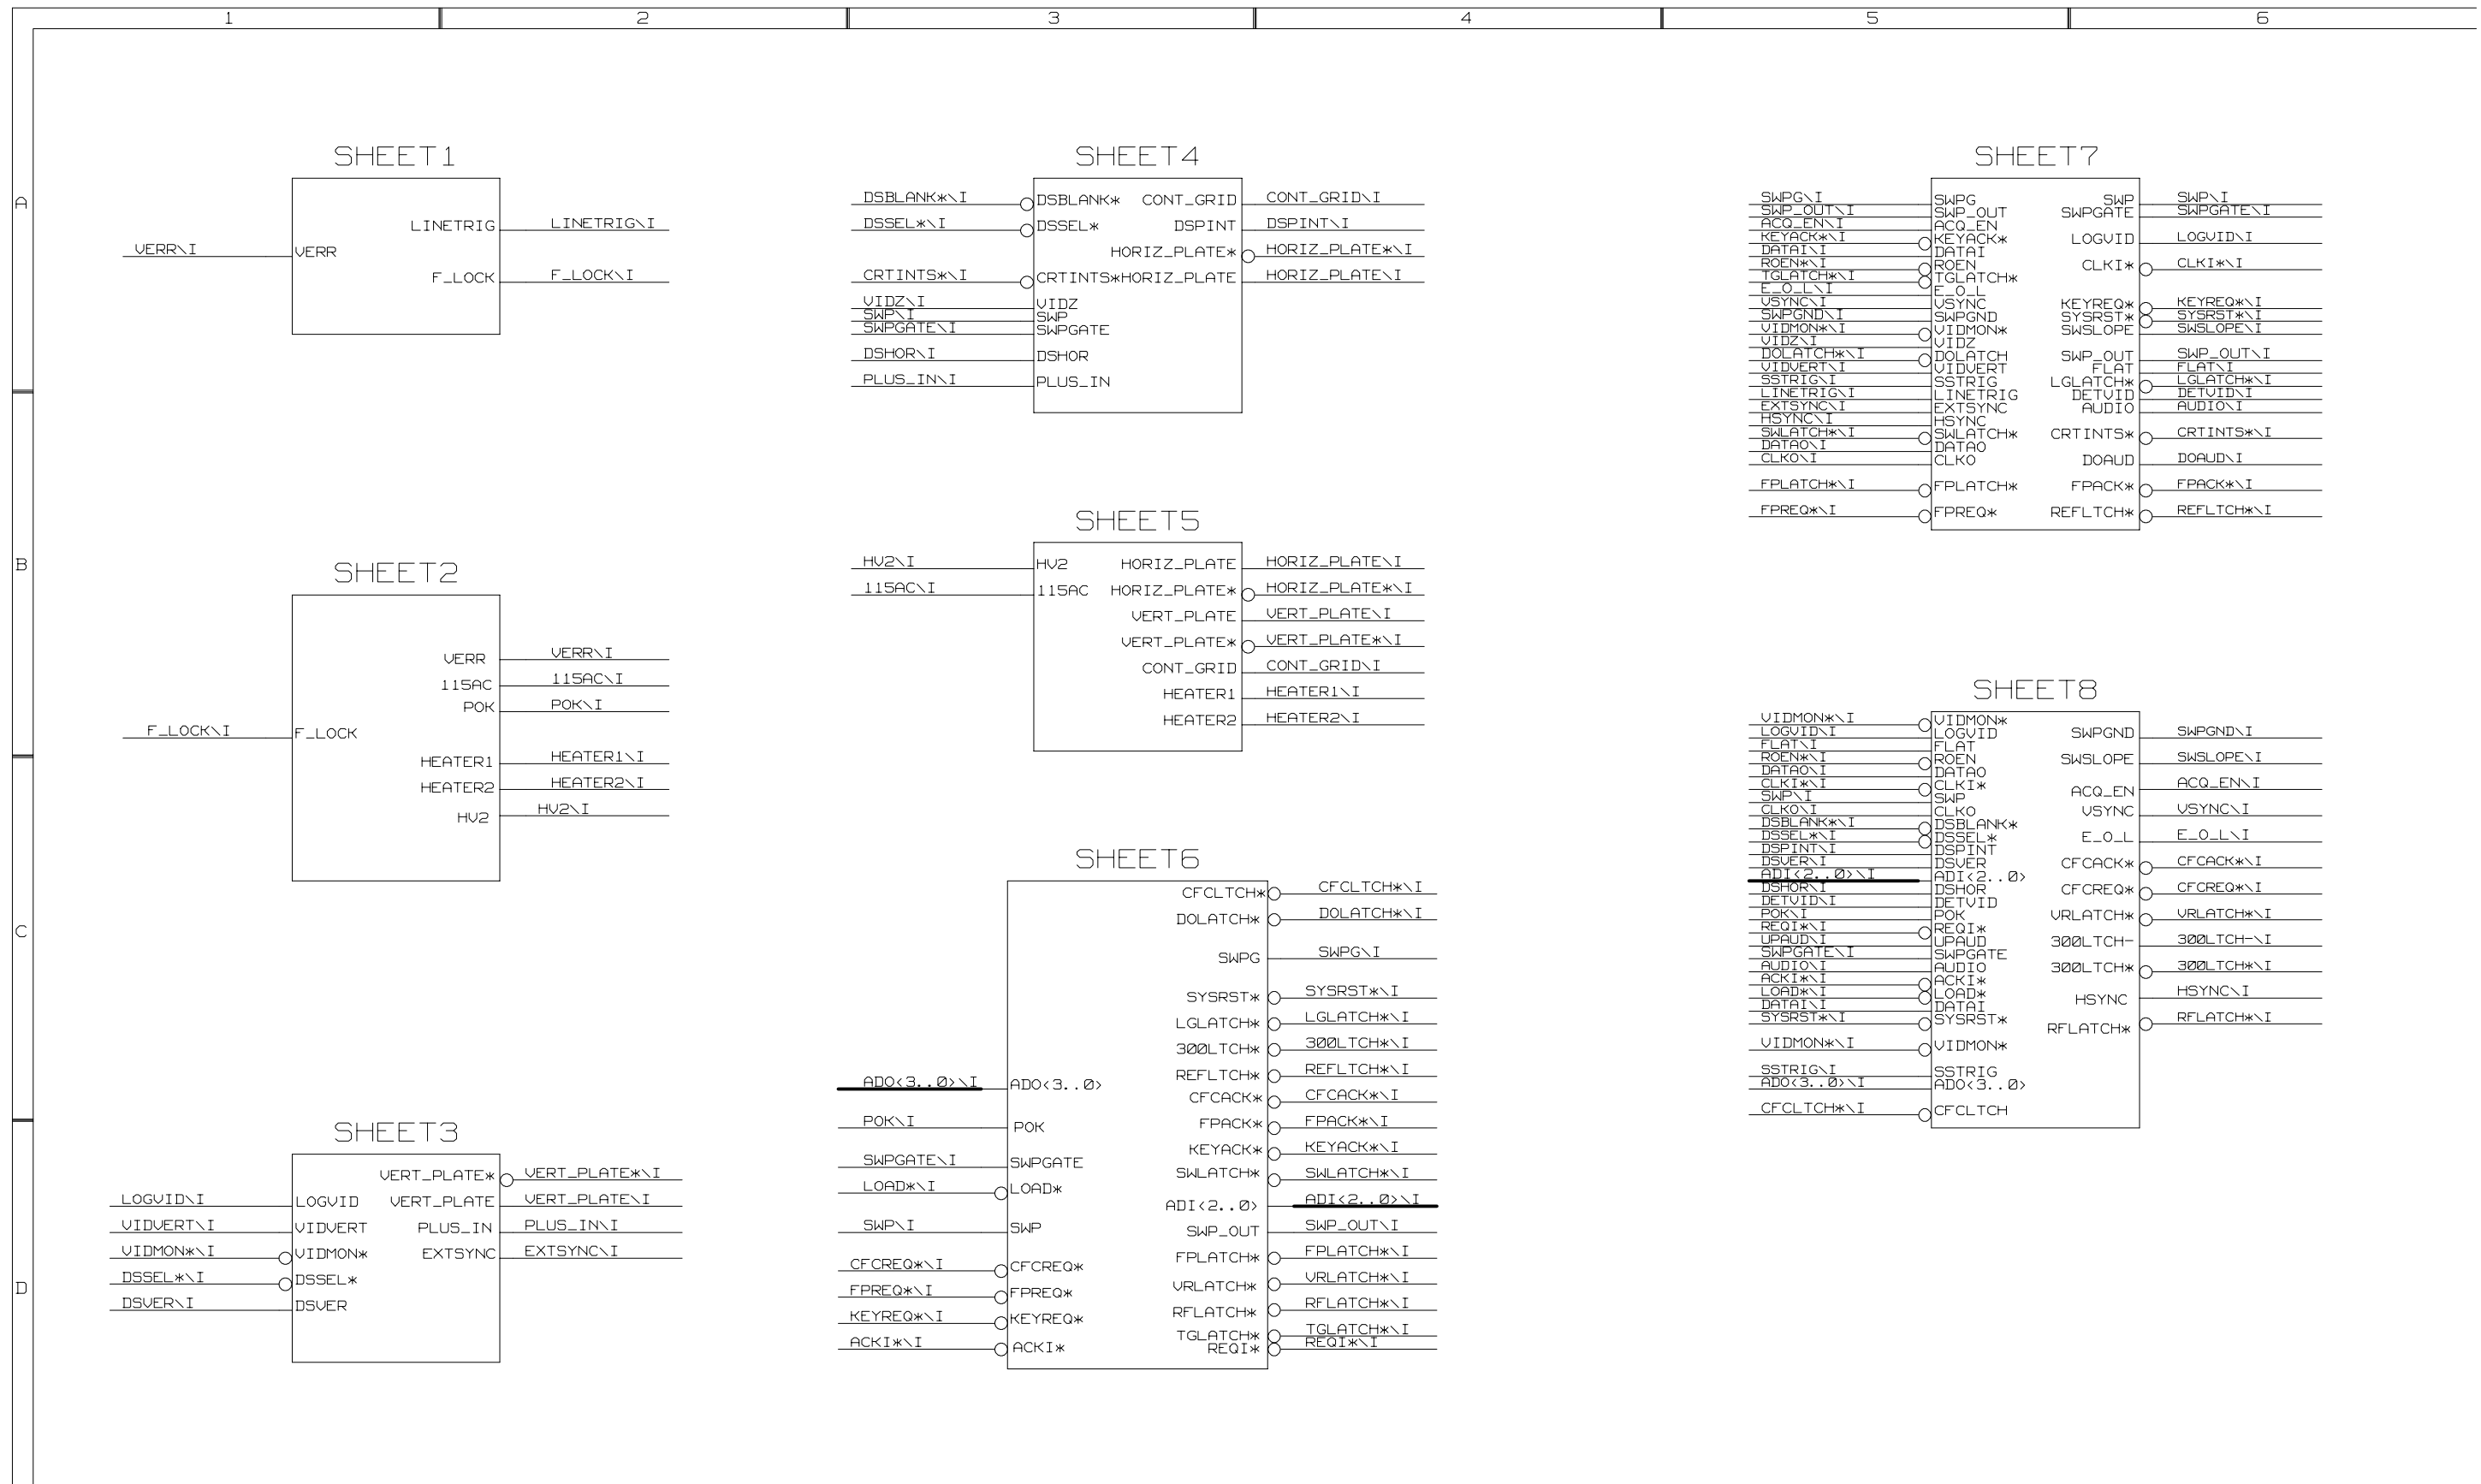 1 2 3 4 5 6
A
B
C
D
SHEET1
VERR\I VERR
LINETRIG LINETRIG\I
F_LOCK F_LOCK\I
SHEET2
F_LOCK\I F_LOCK
VERR VERR\I
115AC 115AC\I
POK POK\I
HEATER1 HEATER1\I
HEATER2 HEATER2\I
HV2 HV2\I
SHEET3
VERT_PLATE* VERT_PLATE*\I
LOGVID\I LOGVID VERT_PLATE VERT_PLATE\I
VIDVERT\I VIDVERT PLUS_IN PLUS_IN\I
VIDMON*\I VIDMON* EXTSYNC EXTSYNC\I
DSSEL*\I DSSEL*
DSVER\I DSVER
SHEET4
DSBLANK*\I DSBLANK* CONT_GRID CONT_GRID\I
DSSEL*\I DSSEL* DSPINT DSPINT\I
HORIZ_PLATE* HORIZ_PLATE*\I
CRTINTS*\I CRTINTS* HORIZ_PLATE HORIZ_PLATE\I
VIDZ\I VIDZ
SWP\I SWP
SWPGATE\I SWPGATE
DSHOR\I DSHOR
PLUS_IN\I PLUS_IN
SHEET5
HV2\I HV2 HORIZ_PLATE HORIZ_PLATE\I
115AC\I 115AC HORIZ_PLATE* HORIZ_PLATE*\I
VERT_PLATE VERT_PLATE\I
VERT_PLATE* VERT_PLATE*\I
CONT_GRID CONT_GRID\I
HEATER1 HEATER1\I
HEATER2 HEATER2\I
SHEET6
CFCLTCH* CFCLTCH*\I
DOLATCH* DOLATCH*\I
SWPG SWPG\I
SYSRST* SYSRST*\I
LGLATCH* LGLATCH*\I
300LTCH* 300LTCH*\I
REFLTCH* REFLTCH*\I
ADO<3..0>\I ADO<3..0>
CFCACK* CFCACK*\I
POK\I POK FPACK* FPACK*\I
KEYACK* KEYACK*\I
SWPGATE\I SWPGATE SWLATCH* SWLATCH*\I
LOAD*\I LOAD*
ADI<2..0> ADI<2..0>\I
SWP\I SWP SWP_OUT SWP_OUT\I
FPLATCH* FPLATCH*\I
CFCREQ*\I CFCREQ*
VRLATCH* VRLATCH*\I
FPREQ*\I FPREQ*
RFLATCH* RFLATCH*\I
KEYREQ*\I KEYREQ*
TGLATCH* TGLATCH*\I
ACKI*\I ACKI* REQI* REQI*\I
SHEET7
SWPG\I SWPG SWP SWP\I
SWP_OUT\I SWP_OUT SWPGATE SWPGATE\I
ACQ_EN\I ACQ_EN
KEYACK*\I KEYACK* LOGVID LOGVID\I
DATAI\I DATAI
ROEN*\I ROEN CLKI* CLKI*\I
TGLATCH*\I TGLATCH*
E_O_L\I E_O_L
VSYNC\I VSYNC KEYREQ* KEYREQ*\I
SWPGND\I SWPGND SYSRST* SYSRST*\I
VIDMON*\I VIDMON* SWSLOPE SWSLOPE\I
VIDZ\I VIDZ
DOLATCH*\I DOLATCH SWP_OUT SWP_OUT\I
VIDVERT\I VIDVERT FLAT FLAT\I
SSTRIG\I SSTRIG LGLATCH* LGLATCH*\I
LINETRIG\I LINETRIG DETVID DETVID\I
EXTSYNC\I EXTSYNC AUDIO AUDIO\I
HSYNC\I HSYNC
SWLATCH*\I SWLATCH* CRTINTS* CRTINTS*\I
DATAO\I DATAO
CLKO\I CLKO DOAUD DOAUD\I
FPLATCH*\I FPLATCH* FPACK* FPACK*\I
FPREQ*\I FPREQ* REFLTCH* REFLTCH*\I
SHEET8
VIDMON*\I VIDMON*
LOGVID\I LOGVID SWPGND SWPGND\I
FLAT\I FLAT
ROEN*\I ROEN SWSLOPE SWSLOPE\I
DATAO\I DATAO
CLKI*\I CLKI* ACQ_EN ACQ_EN\I
SWP\I SWP
CLKO\I CLKO VSYNC VSYNC\I
DSBLANK*\I DSBLANK*
DSSEL*\I DSSEL* E_O_L E_O_L\I
DSPINT\I DSPINT
DSVER\I DSVER CFCACK* CFCACK*\I
ADI<2..0>\I ADI<2..0>
DSHOR\I DSHOR CFCREQ* CFCREQ*\I
DETVID\I DETVID
POK\I POK VRLATCH* VRLATCH*\I
REQI*\I REQI*
UPAUD\I UPAUD 300LTCH- 300LTCH-\I
SWPGATE\I SWPGATE
AUDIO\I AUDIO 300LTCH* 300LTCH*\I
ACKI*\I ACKI*
LOAD*\I LOAD* HSYNC HSYNC\I
DATAI\I DATAI
SYSRST*\I SYSRST* RFLATCH* RFLATCH*\I
VIDMON*\I VIDMON*
SSTRIG\I SSTRIG
ADO<3..0>\I ADO<3..0>
CFCLTCH*\I CFCLTCH